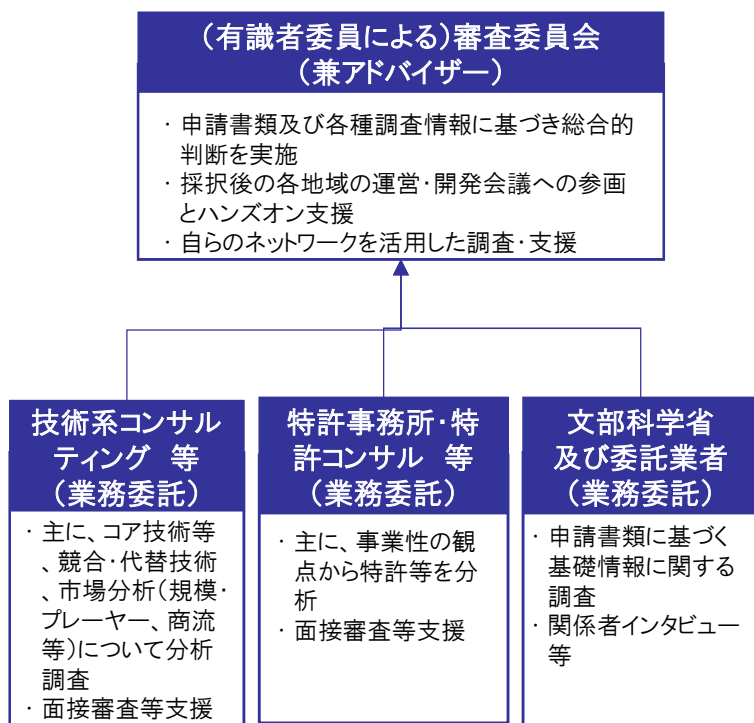 (有識者委員による)審査委員会
(兼アドバイザー)
・申請書類及び各種調査情報に基づき総合的
判断を実施
・採択後の各地域の運営・開発会議への参画
とハンズオン支援
・自らのネットワークを活用した調査・支援
技術系コンサル
ティング 等
(業務委託)
・主に、コア技術等
、競合・代替技術
、市場分析(規模・
プレーヤー、商流
等)について分析
調査
・面接審査等支援
特許事務所・特
許コンサル 等
(業務委託)
・主に、事業性の観
点から特許等を分
析
・面接審査等支援
文部科学省
及び委託業者
(業務委託)
・申請書類に基づく
基礎情報に関する
調査
・関係者インタビュー
等